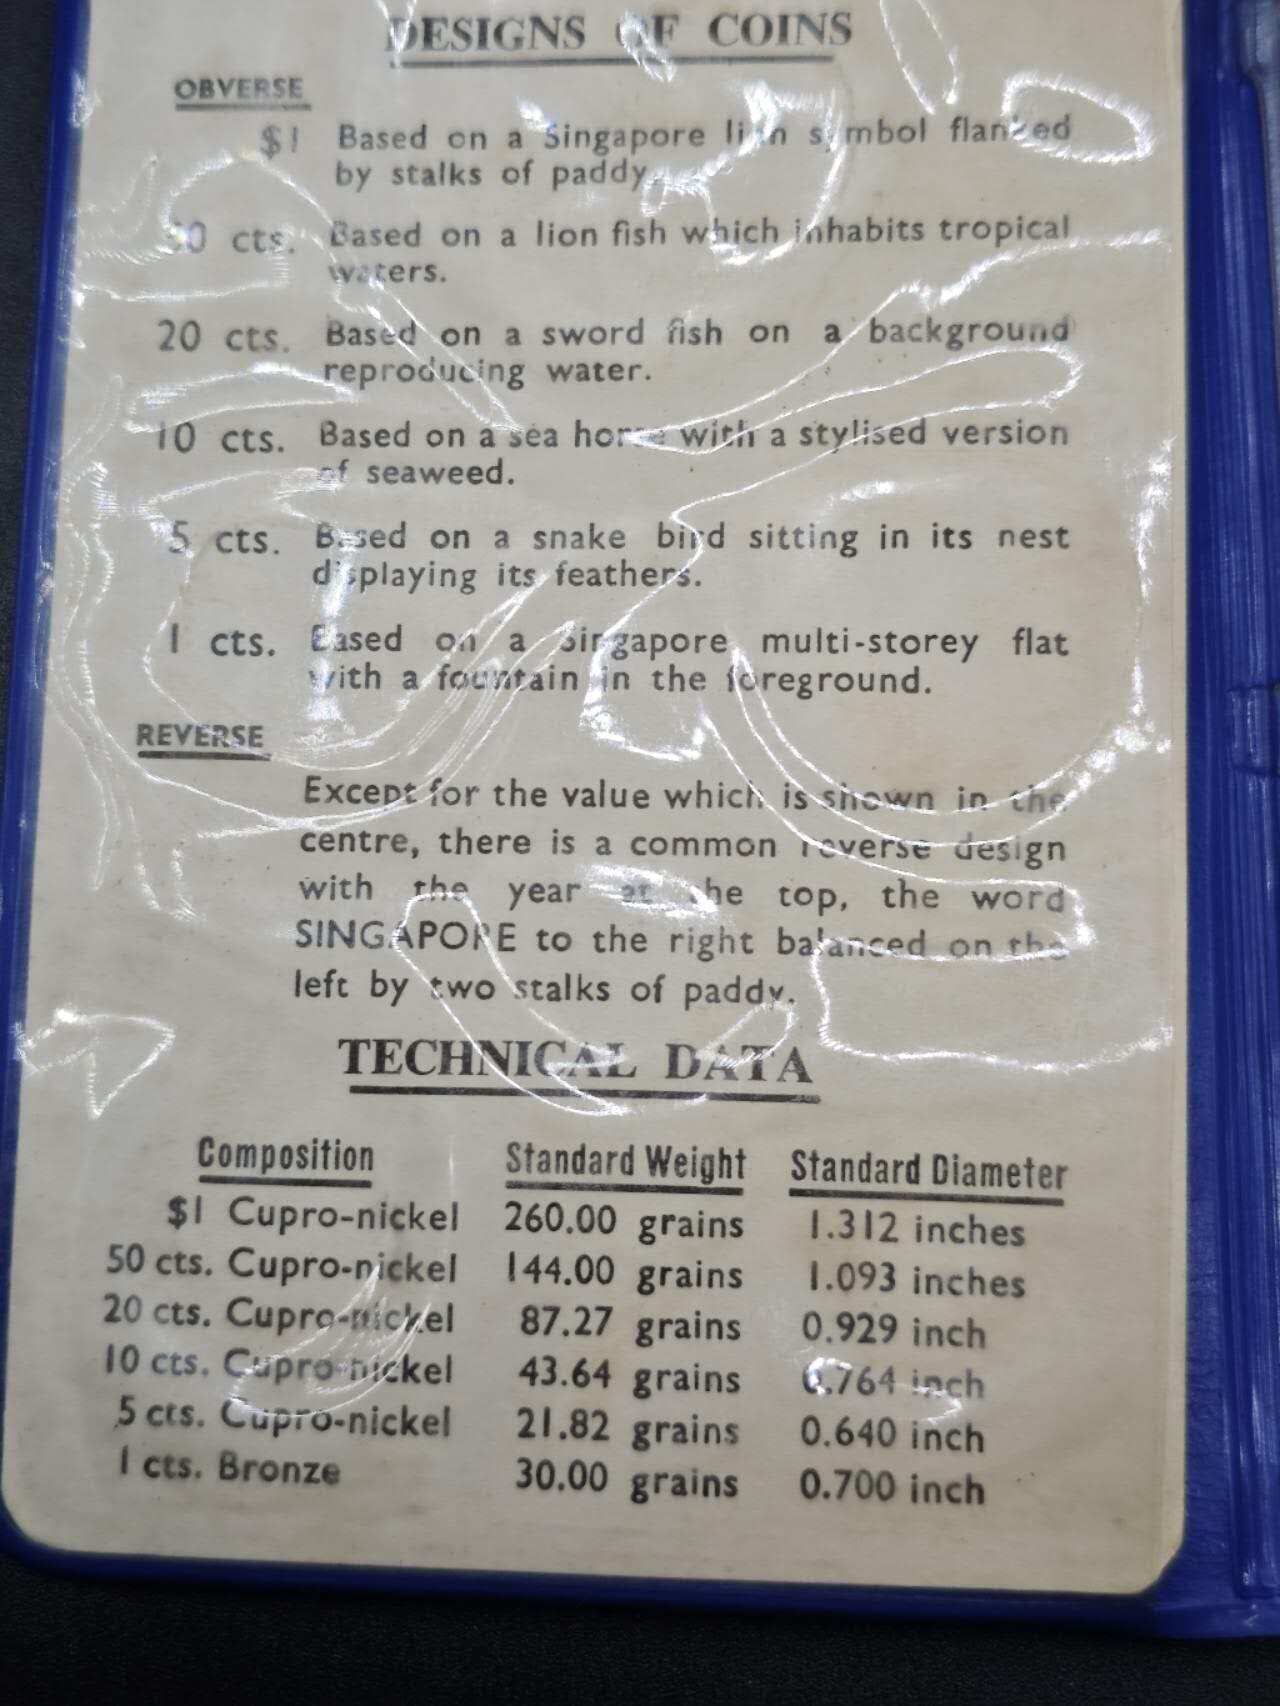 DESIGNS OF COINS
OBVERSE
$1 Based on a Singapore lion symbol flanked
by stalks of paddy.
50 cts. Based on a lion fish which inhabits tropical
waters.
20 cts. Based on a sword fish on a background
reproducing water.
10 cts. Based on a sea horse with a stylised version
of seaweed.
5 cts. Based on a snake bird sitting in its nest
displaying its feathers.
1 cts. Based on a Singapore multi-storey flat
with a fountain in the foreground.
REVERSE
Except for the value which is shown in the
centre, there is a common reverse design
with the year at the top, the word
SINGAPORE to the right balanced on the
left by two stalks of paddy.
TECHNICAL DATA
Composition Standard Weight Standard Diameter
$1 Cupro-nickel 260.00 grains 1.312 inches
50 cts. Cupro-nickel 144.00 grains 1.093 inches
20 cts. Cupro-nickel 87.27 grains 0.929 inch
10 cts. Cupro-nickel 43.64 grains 0.764 inch
5 cts. Cupro-nickel 21.82 grains 0.640 inch
1 cts. Bronze 30.00 grains 0.700 inch